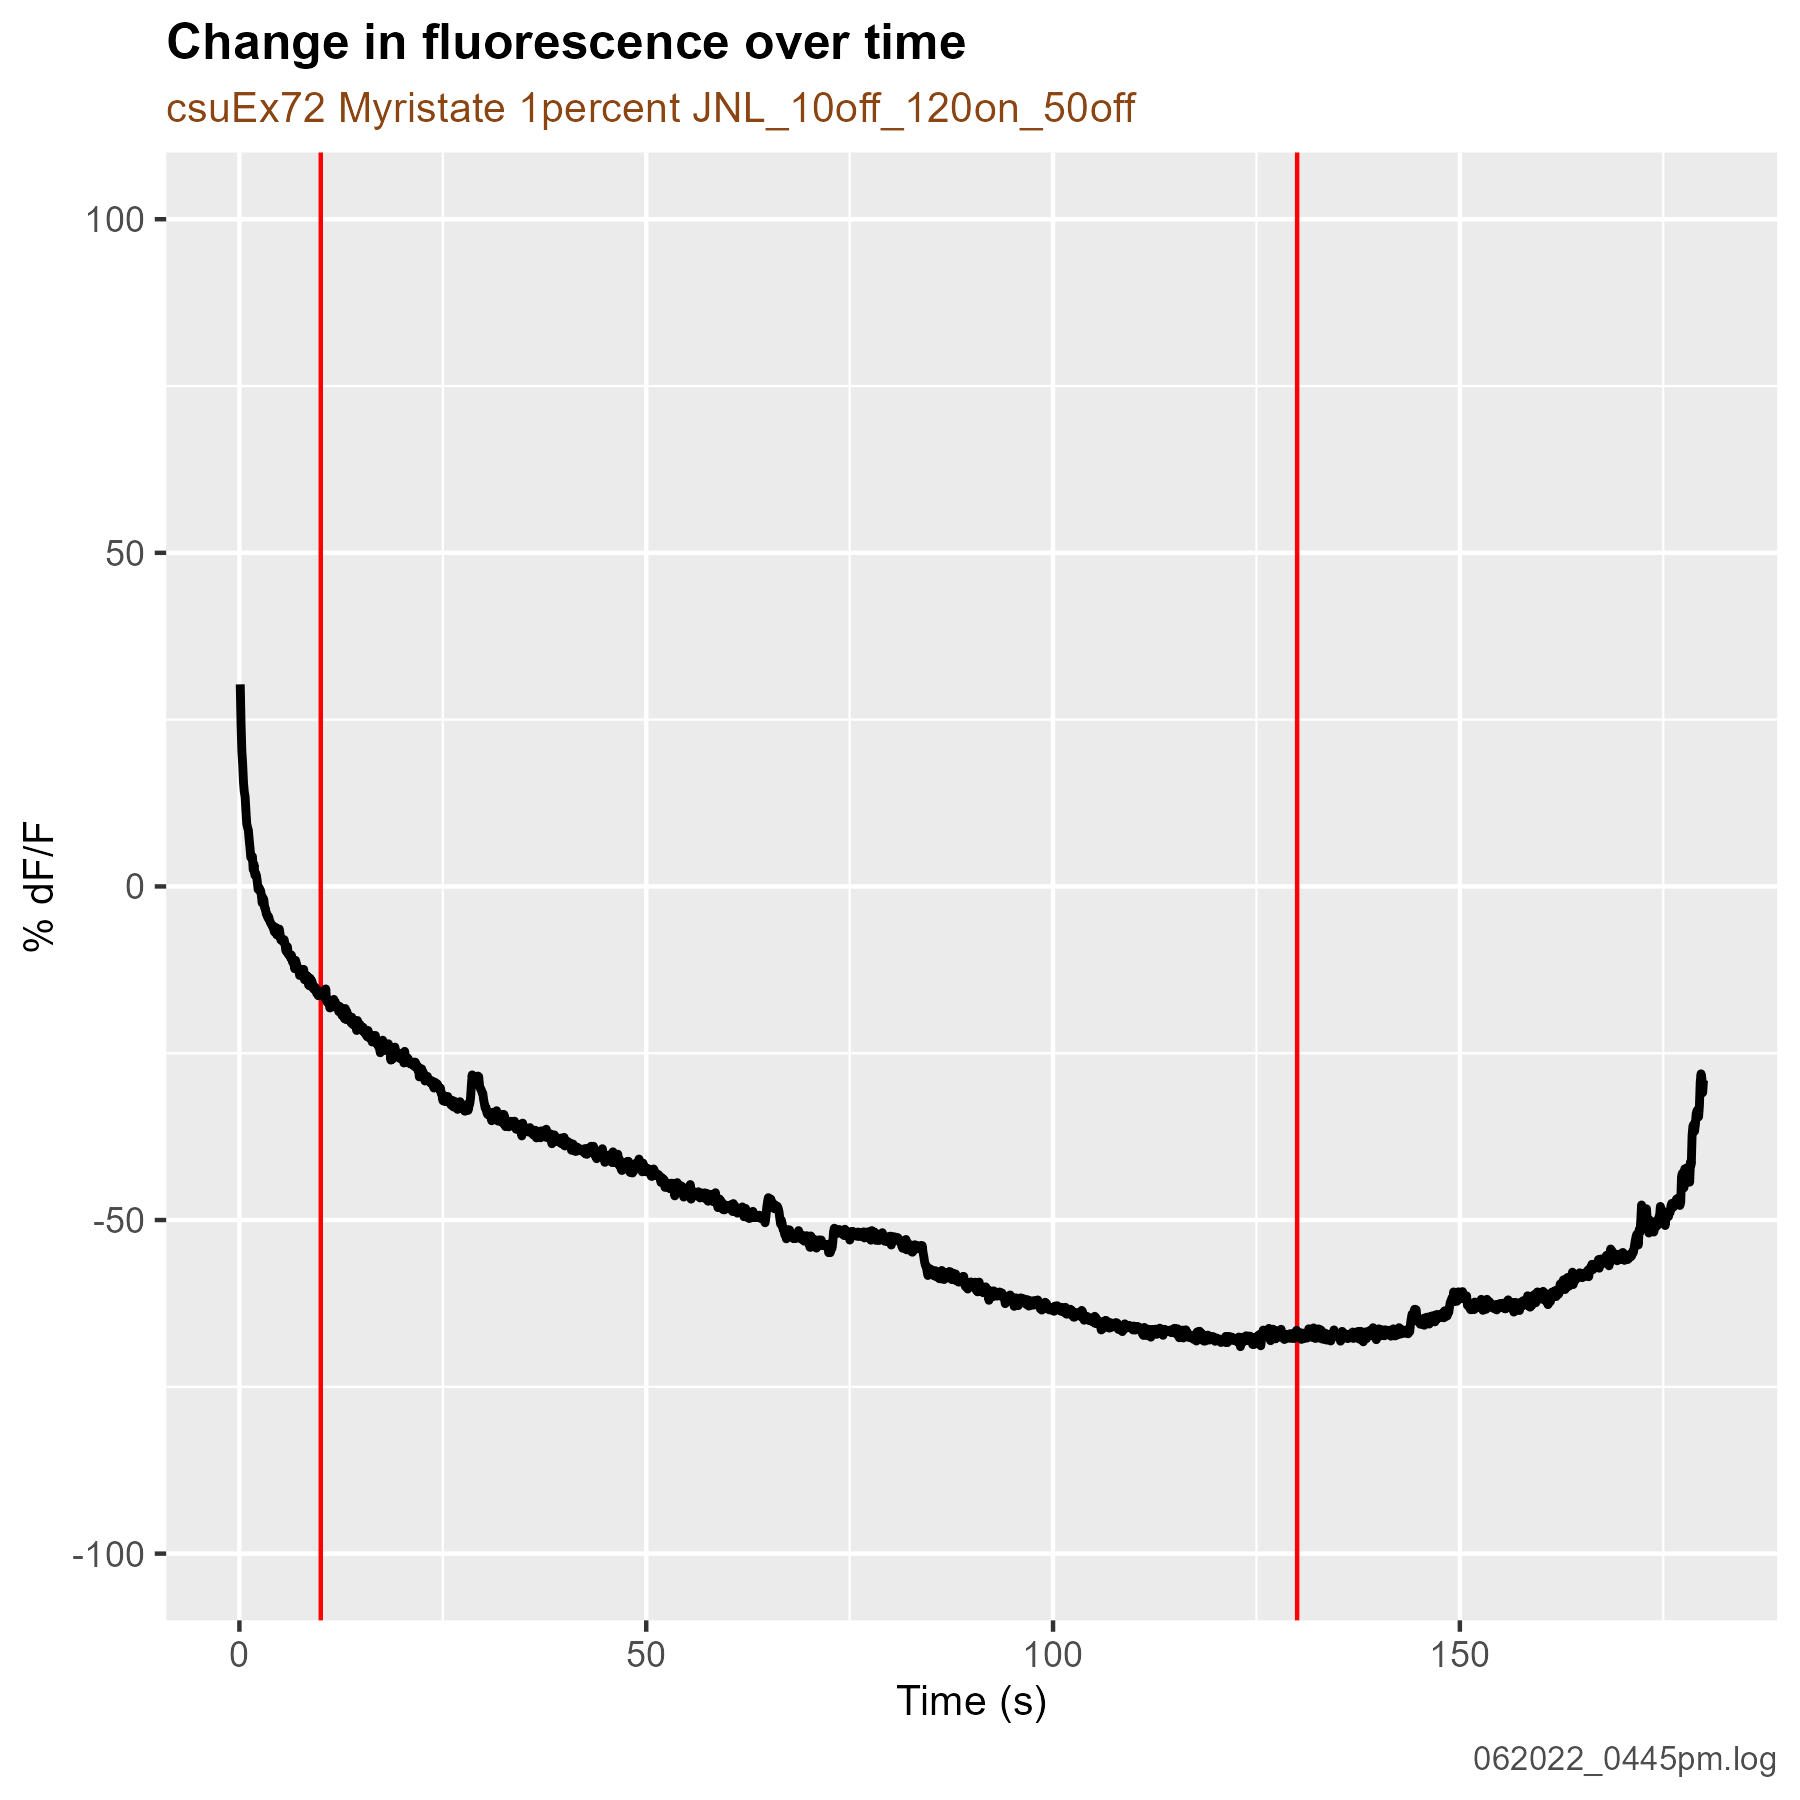 Change in fluorescence over time
csuEx72 Myristate 1percent JNL_10off_120on_50off
100
50
0
-50
-100
% dF/F
0 50 100 150
Time (s)
062022_0445pm.log